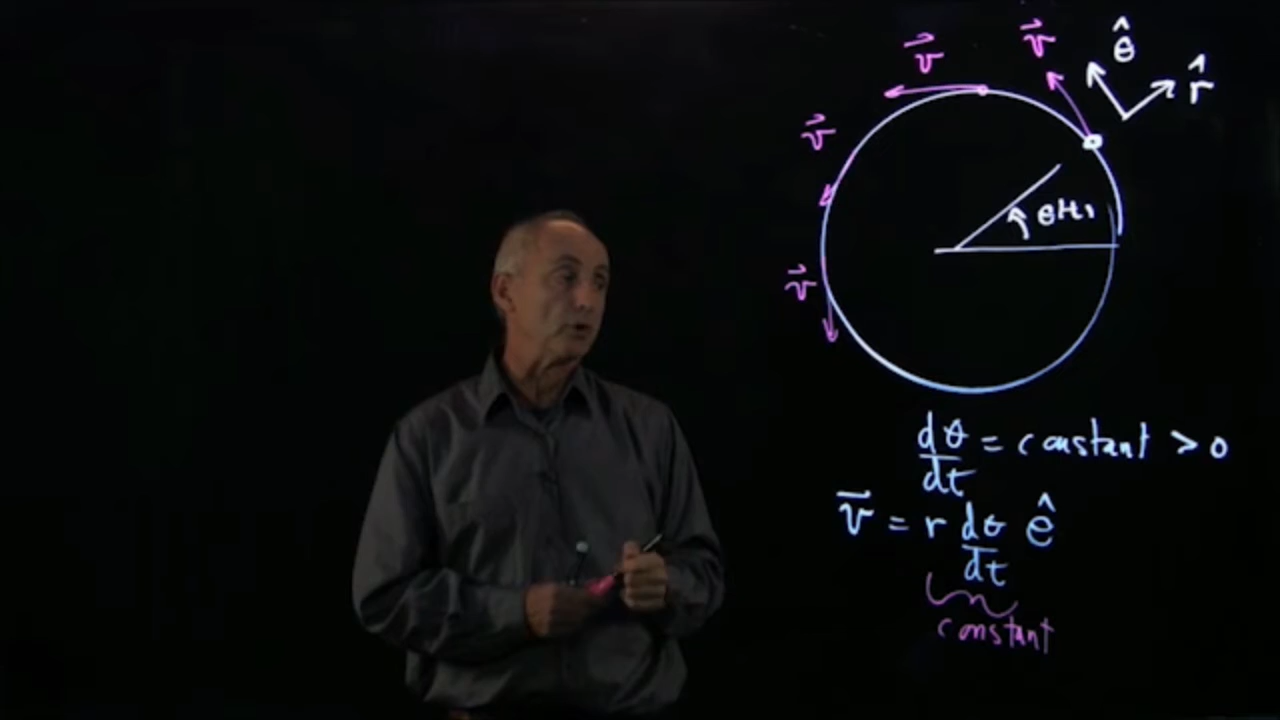 v⃗ v⃗ θ̂
v⃗ r̂
θ(t)
v⃗
dθ/dt = constant > 0
v⃗ = r dθ/dt θ̂
constant